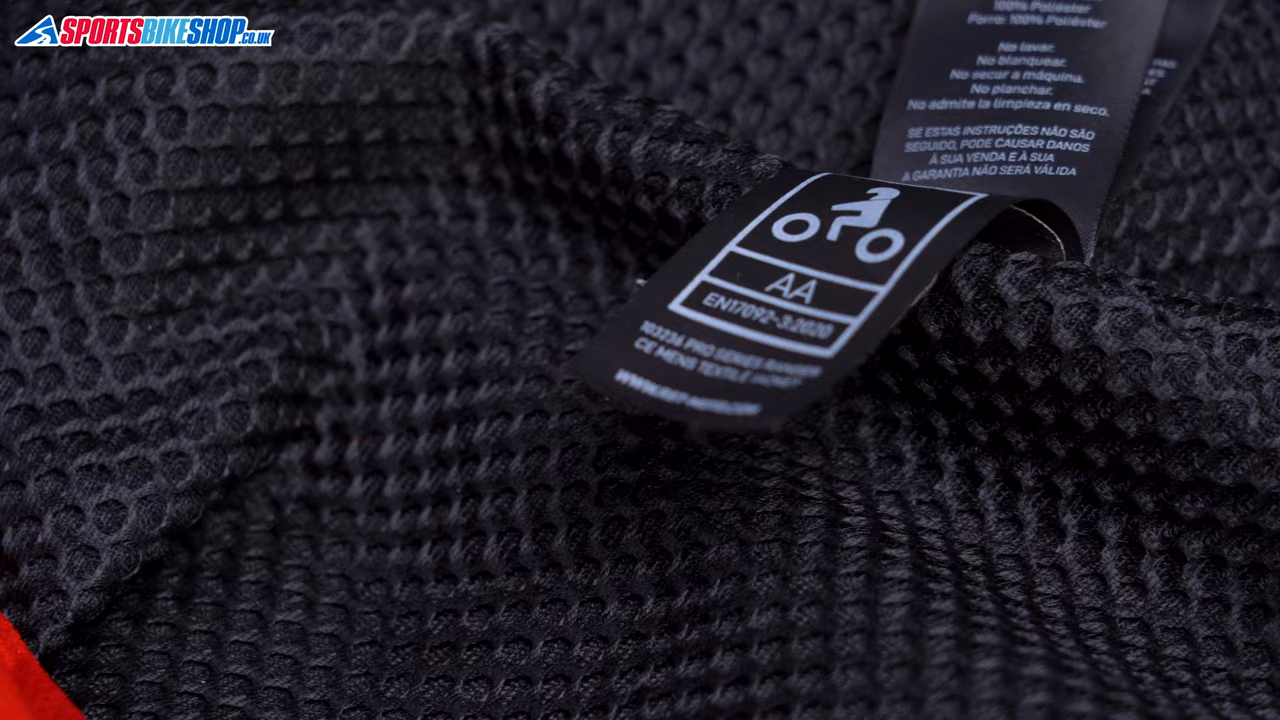 SPORTSBIKESHOP.CO.UK
100% Poliéster
Forro: 100% Poliéster
No lavar.
No blanquear.
No secar a máquina.
No planchar.
No admite la limpieza en seco.
SE ESTAS INSTRUÇÕES NÃO SÃO
SEGUIDO, PODE CAUSAR DANOS
À SUA VENDA E À SUA
A GARANTIA NÃO SERÁ VÁLIDA
AA
EN17092-3:2020
103236 PRO SERIES RANGER
CE MENS TEXTILE